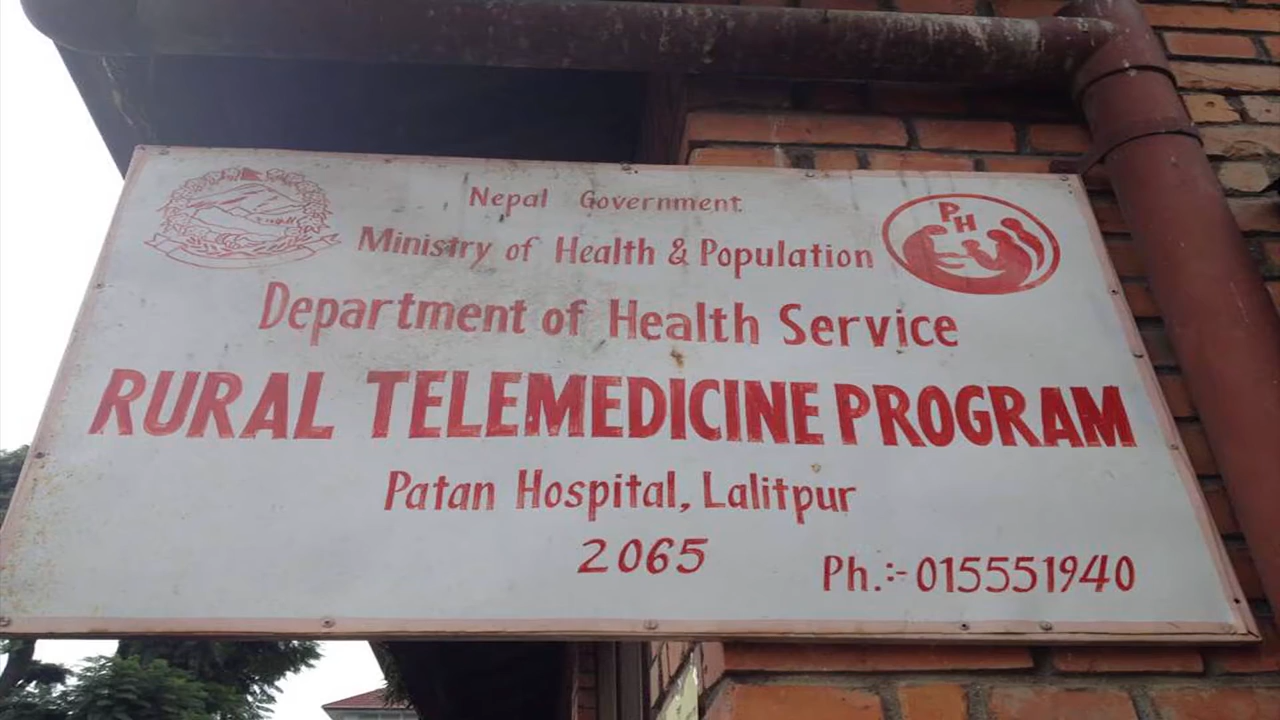 Nepal Government
Ministry of Health & Population
PH
Department of Health Service
RURAL TELEMEDICINE PROGRAM
Patan Hospital, Lalitpur
2065
Ph.:- 015551940